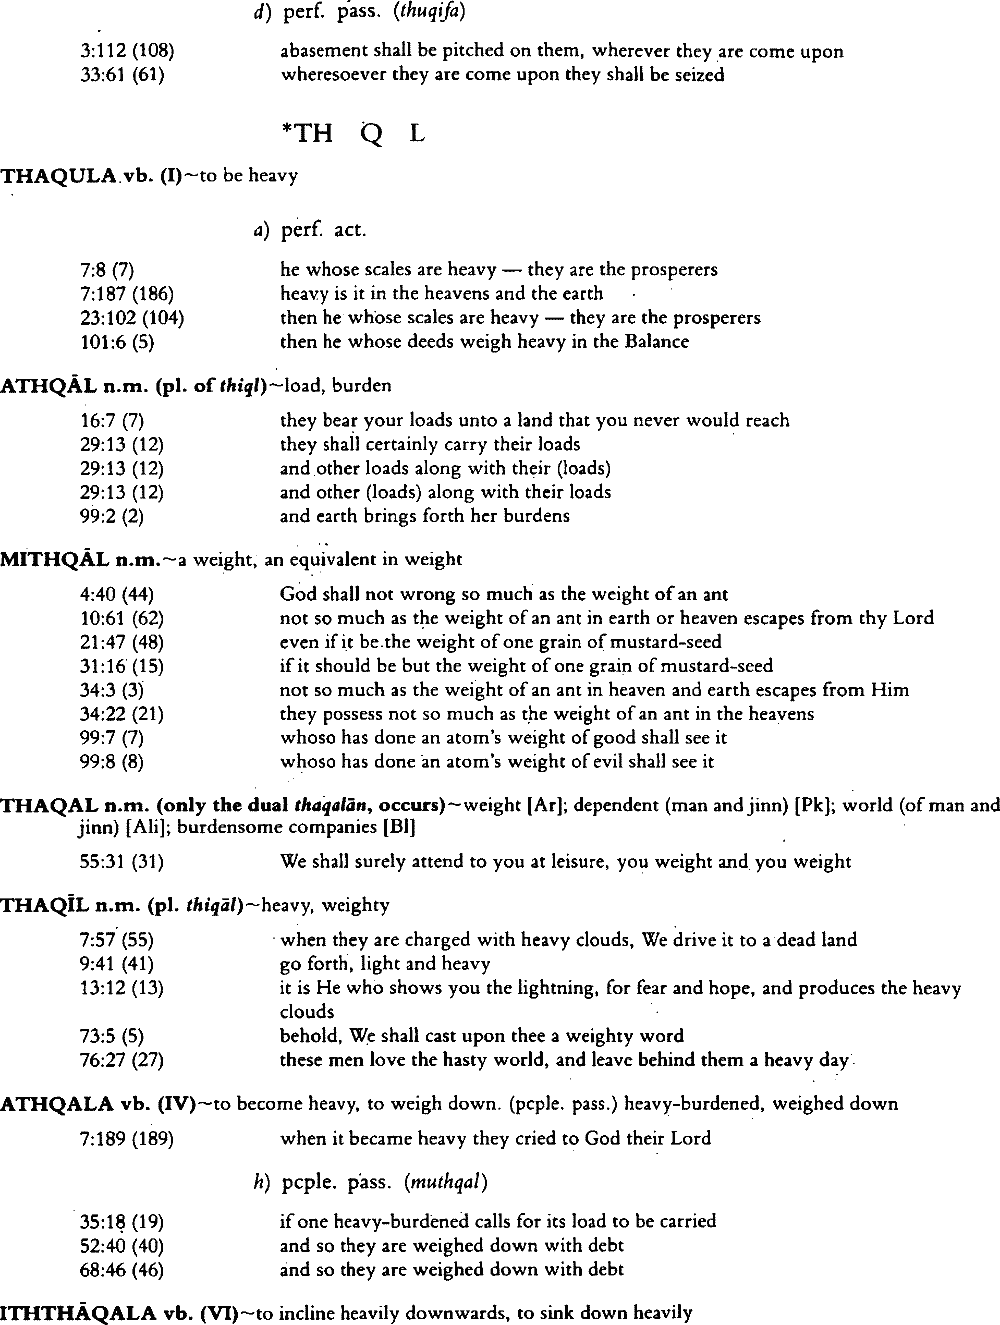 d) perf. pass. (thuqifa)
3:112 (108) abasement shall be pitched on them, wherever they are come upon
33:61 (61) wheresoever they are come upon they shall be seized
*TH Q L
THAQULA vb. (I)~to be heavy
a) perf. act.
7:8 (7) he whose scales are heavy — they are the prosperers
7:187 (186) heavy is it in the heavens and the earth
23:102 (104) then he whose scales are heavy — they are the prosperers
101:6 (5) then he whose deeds weigh heavy in the Balance
ATHQĀL n.m. (pl. of thiql)~load, burden
16:7 (7) they bear your loads unto a land that you never would reach
29:13 (12) they shall certainly carry their loads
29:13 (12) and other loads along with their (loads)
29:13 (12) and other (loads) along with their loads
99:2 (2) and earth brings forth her burdens
MITHQĀL n.m.~a weight, an equivalent in weight
4:40 (44) God shall not wrong so much as the weight of an ant
10:61 (62) not so much as the weight of an ant in earth or heaven escapes from thy Lord
21:47 (48) even if it be the weight of one grain of mustard-seed
31:16 (15) if it should be but the weight of one grain of mustard-seed
34:3 (3) not so much as the weight of an ant in heaven and earth escapes from Him
34:22 (21) they possess not so much as the weight of an ant in the heavens
99:7 (7) whoso has done an atom's weight of good shall see it
99:8 (8) whoso has done an atom's weight of evil shall see it
THAQAL n.m. (only the dual thaqalān, occurs)~weight [Ar]; dependent (man and jinn) [Pk]; world (of man and
jinn) [Ali]; burdensome companies [Bl]
55:31 (31) We shall surely attend to you at leisure, you weight and you weight
THAQĪL n.m. (pl. thiqāl)~heavy, weighty
7:57 (55) when they are charged with heavy clouds, We drive it to a dead land
9:41 (41) go forth, light and heavy
13:12 (13) it is He who shows you the lightning, for fear and hope, and produces the heavy
clouds
73:5 (5) behold, We shall cast upon thee a weighty word
76:27 (27) these men love the hasty world, and leave behind them a heavy day
ATHQALA vb. (IV)~to become heavy, to weigh down. (pcple. pass.) heavy-burdened, weighed down
7:189 (189) when it became heavy they cried to God their Lord
h) pcple. pass. (muthqal)
35:18 (19) if one heavy-burdened calls for its load to be carried
52:40 (40) and so they are weighed down with debt
68:46 (46) and so they are weighed down with debt
ITHTHĀQALA vb. (VI)~to incline heavily downwards, to sink down heavily